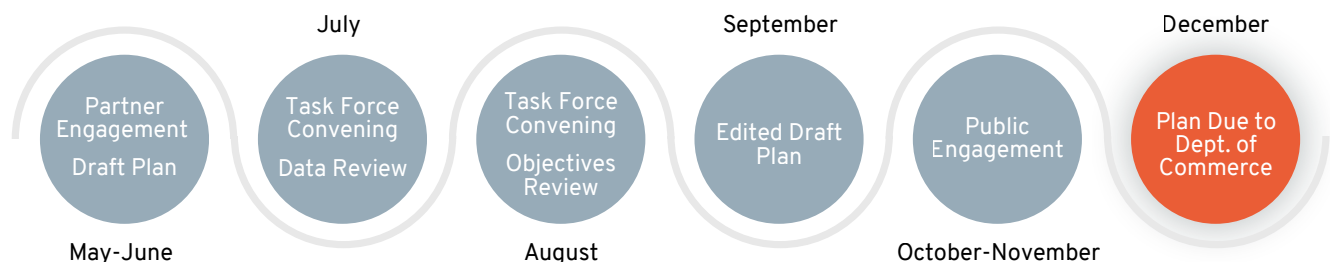 Partner
Engagement
Draft Plan
May-June
July
Task Force
Convening
Data Review
Task Force
Convening
Objectives
Review
August
September
Edited Draft
Plan
Public
Engagement
October-November
December
Plan Due to
Dept. of
Commerce